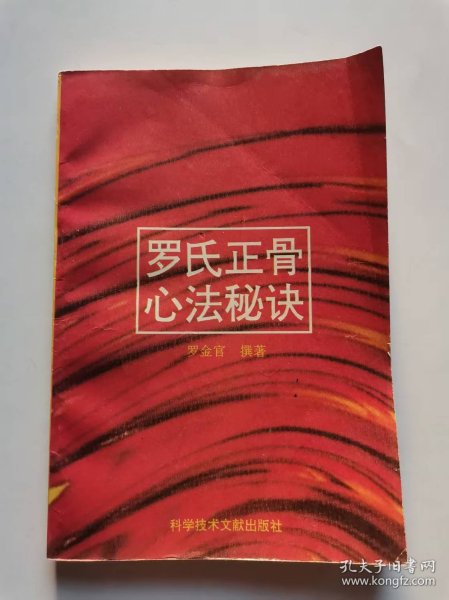 罗氏正骨
心法秘诀
罗金官 撰著
科学技术文献出版社
孔夫子旧书网
www.kongfz.com